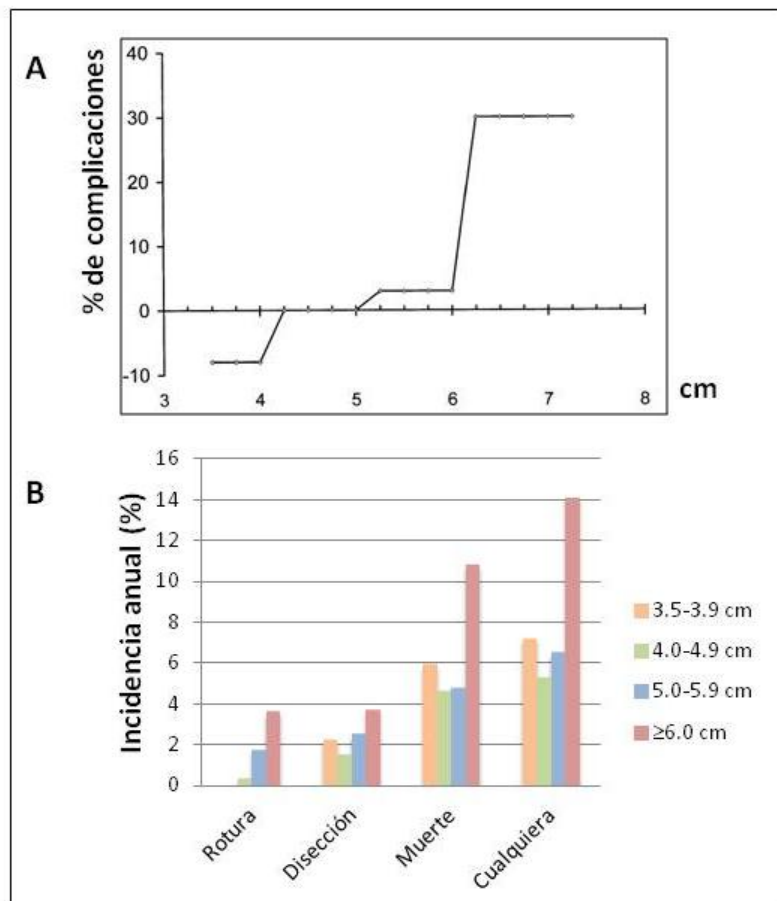 A
% de complicaciones
40
30
20
10
0
-10
3 4 5 6 7 8
cm
B
Incidencia anual (%)
16
14
12
10
8
6
4
2
0
Rotura
Disección
Muerte
Cualquiera
3.5-3.9 cm
4.0-4.9 cm
5.0-5.9 cm
≥6.0 cm